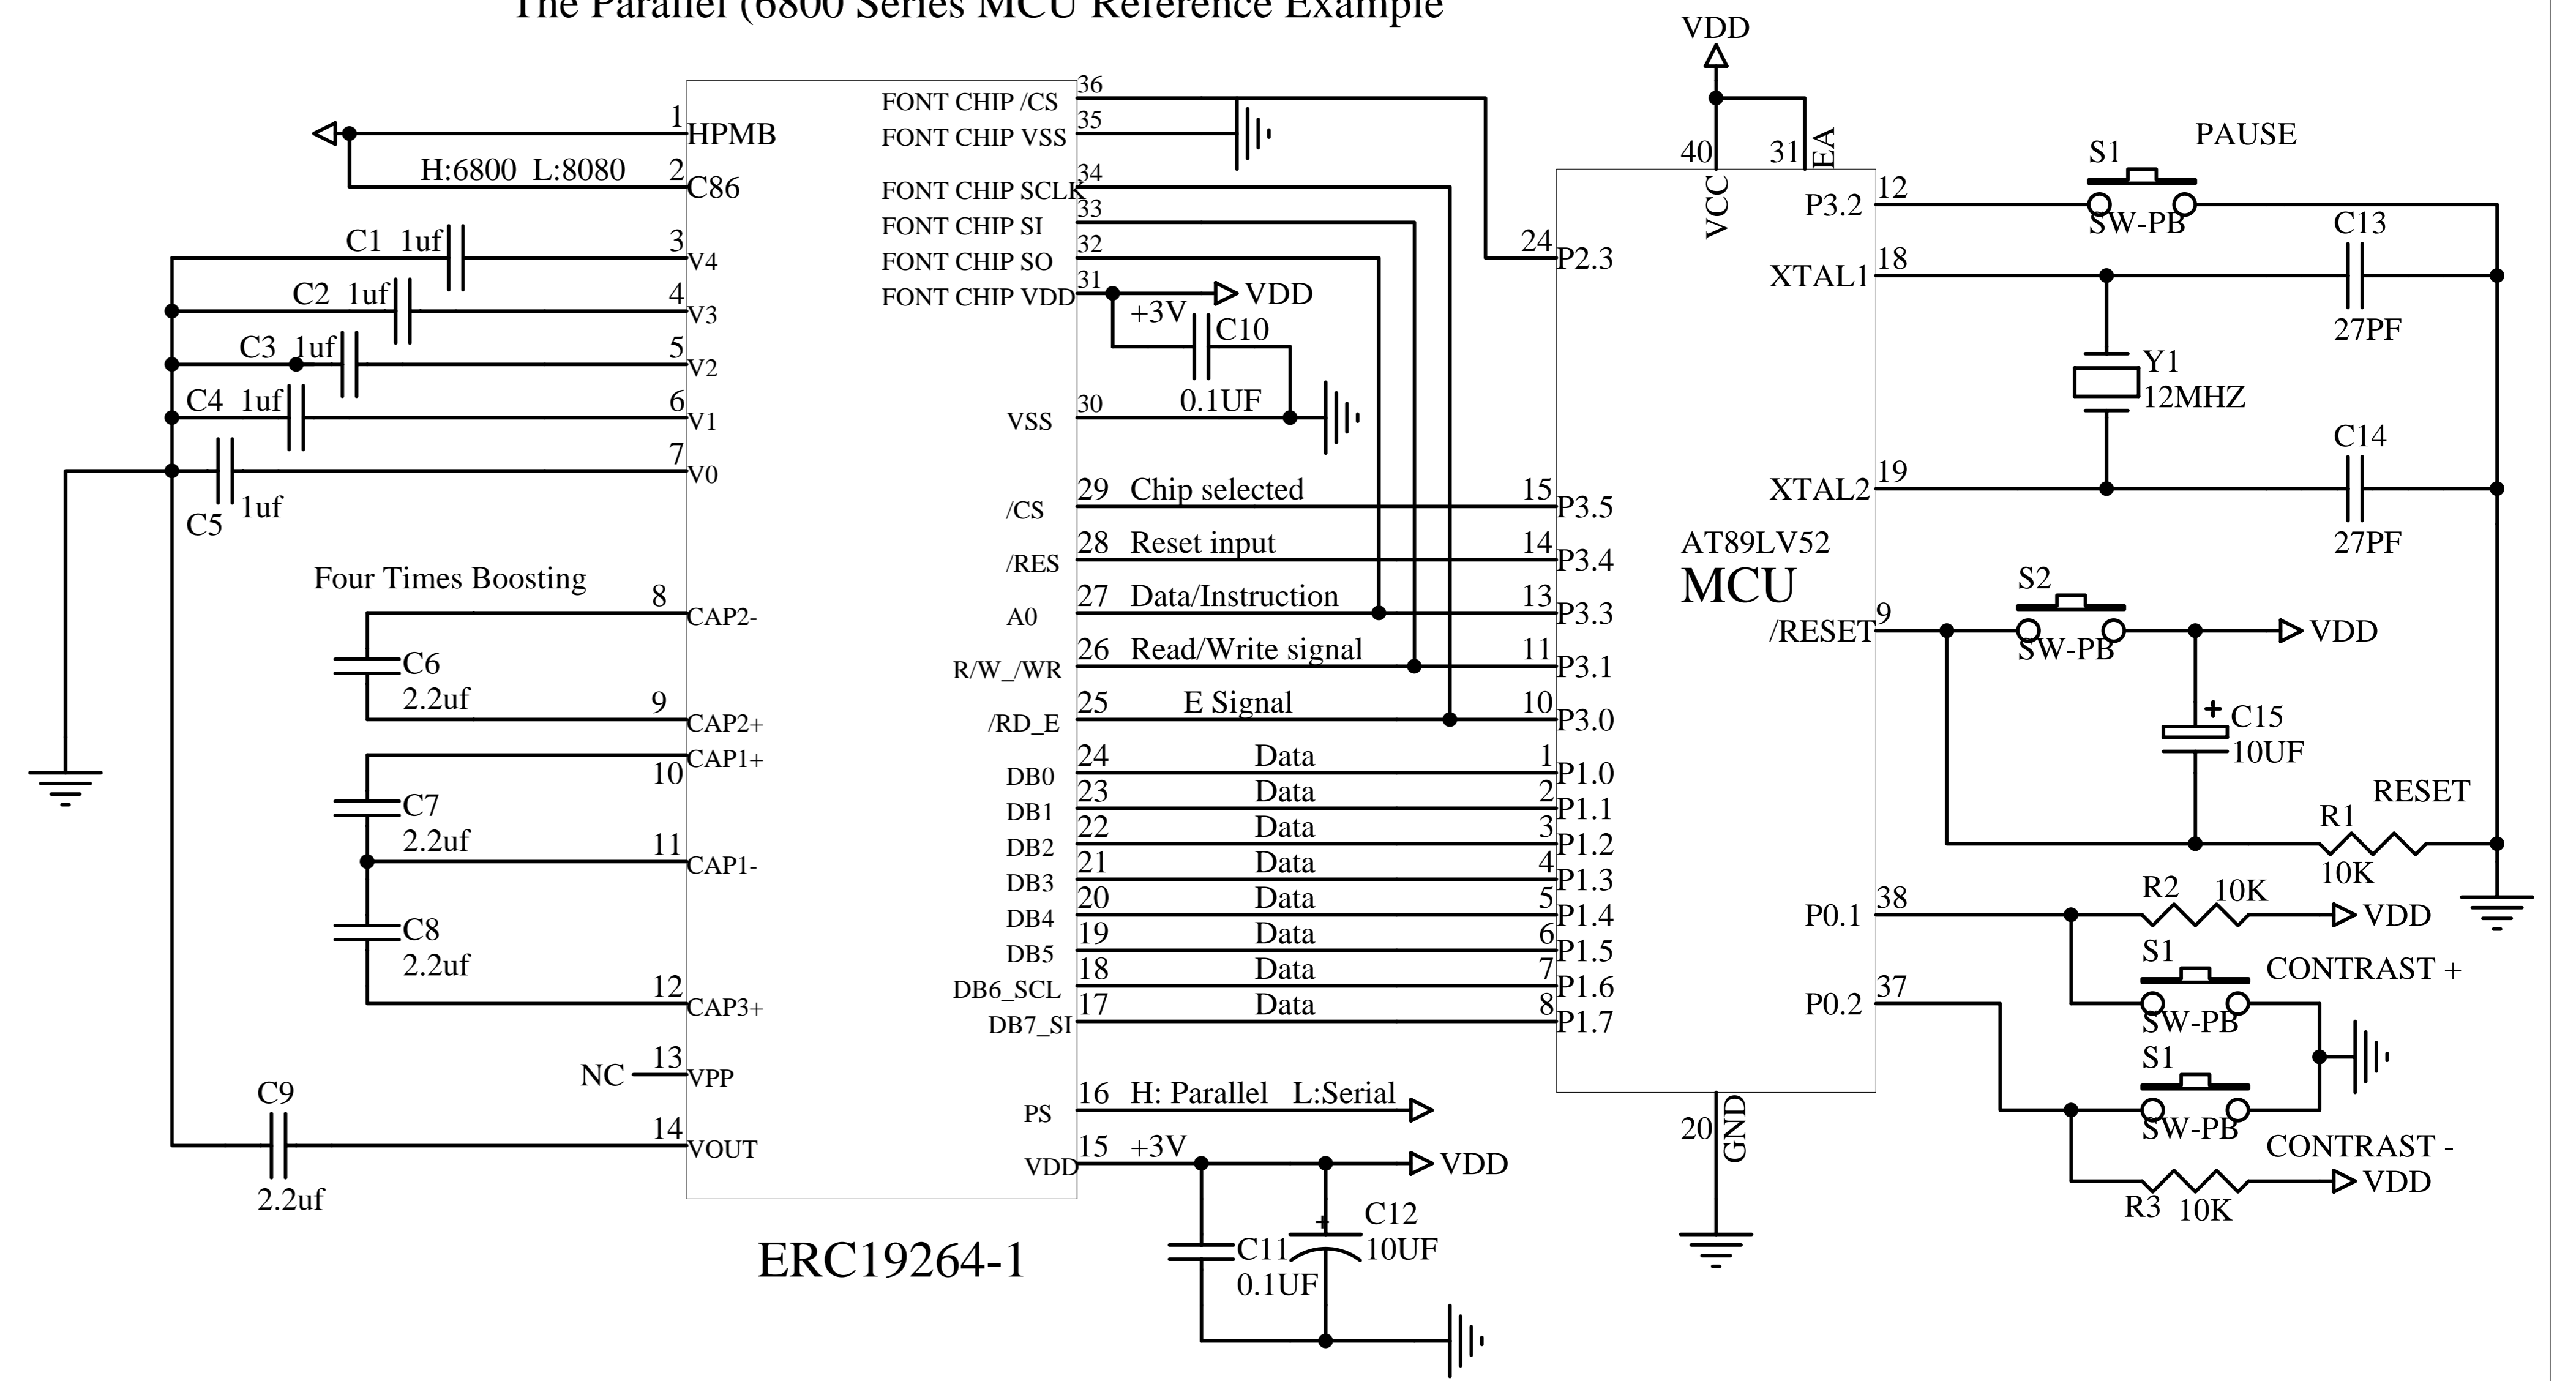 The Parallel (6800 Series MCU Reference Example
1
HPMB
H:6800 L:8080
2
C86
C1 1uf
3
V4
C2 1uf
4
V3
C3 1uf
5
V2
C4 1uf
6
V1
7
V0
C5
1uf
Four Times Boosting
8
CAP2-
C6
2.2uf
9
CAP2+
CAP1+
10
C7
2.2uf
11
CAP1-
C8
2.2uf
12
CAP3+
NC
13
VPP
C9
2.2uf
14
VOUT
FONT CHIP /CS
36
FONT CHIP VSS
35
FONT CHIP SCLK
34
FONT CHIP SI
33
FONT CHIP SO
32
FONT CHIP VDD
31
VDD
+3V
C10
0.1UF
VSS
30
/CS
29 Chip selected 15
P3.5
/RES
28 Reset input 14
P3.4
A0
27 Data/Instruction 13
P3.3
R/W_/WR
26 Read/Write signal 11
P3.1
/RD_E
25 E Signal 10
P3.0
DB0
24 Data 1
P1.0
DB1
23 Data 2
P1.1
DB2
22 Data 3
P1.2
DB3
21 Data 4
P1.3
DB4
20 Data 5
P1.4
DB5
19 Data 6
P1.5
DB6_SCL
18 Data 7
P1.6
DB7_SI
17 Data 8
P1.7
PS
16 H: Parallel L:Serial
VDD
15 +3V
VDD
C11
0.1UF
+
C12
10UF
ERC19264-1
VDD
40
VCC
31
EA
24
P2.3
AT89LV52
MCU
20
GND
P3.2
12
S1
SW-PB
PAUSE
XTAL1
18
C13
27PF
Y1
12MHZ
XTAL2
19
C14
27PF
/RESET
9
S2
SW-PB
VDD
+
C15
10UF
RESET
R1
10K
P0.1
38
R2 10K
VDD
S1
SW-PB
CONTRAST +
P0.2
37
S1
SW-PB
CONTRAST -
R3 10K
VDD